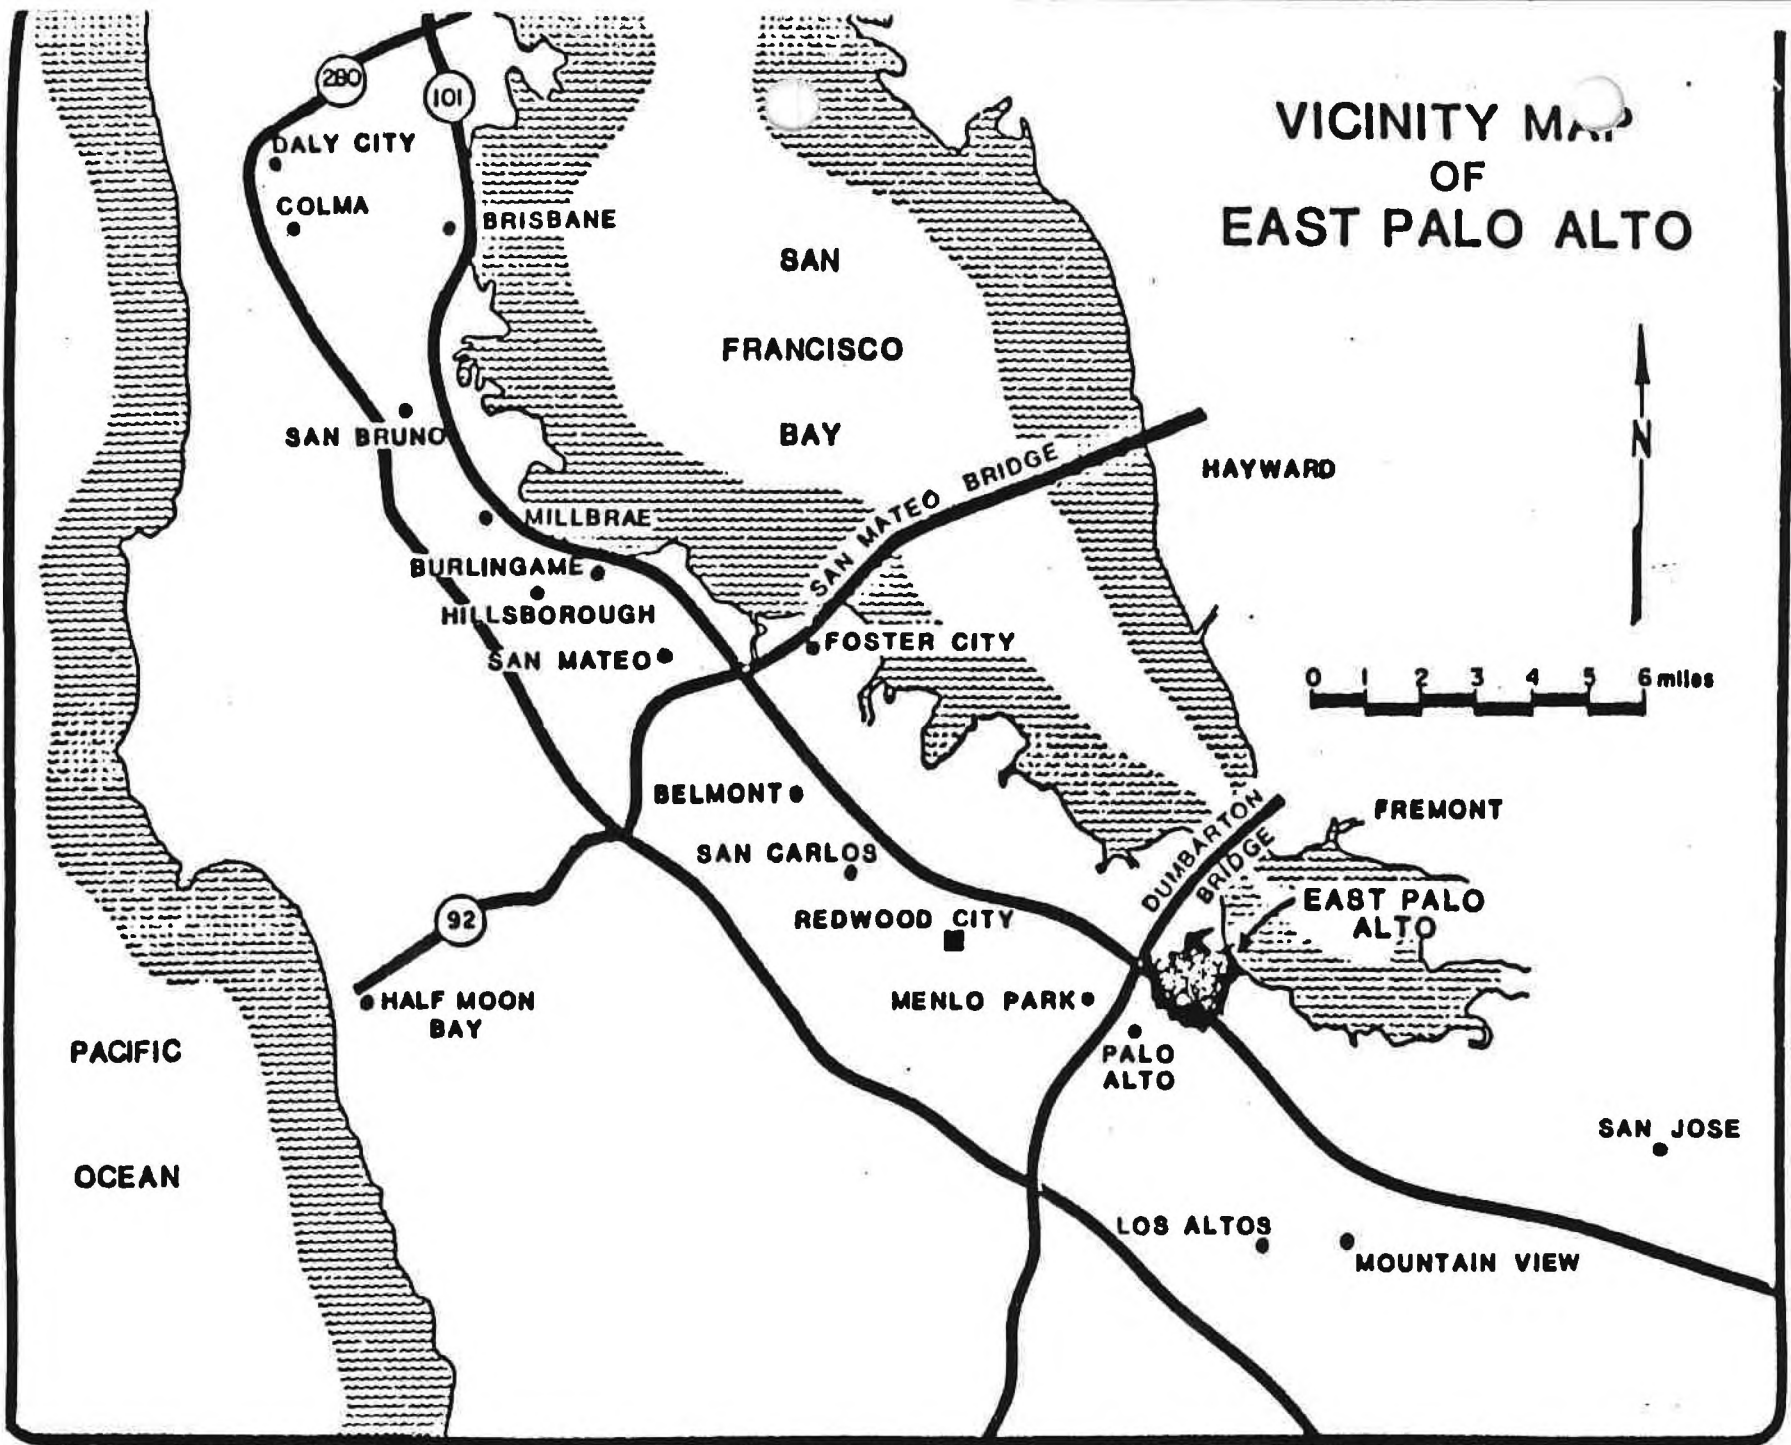 VICINITY MAP
OF
EAST PALO ALTO
280
101
DALY CITY
COLMA
BRISBANE
SAN
FRANCISCO
BAY
SAN BRUNO
SAN MATEO BRIDGE
HAYWARD
N
MILLBRAE
BURLINGAME
HILLSBOROUGH
SAN MATEO
FOSTER CITY
0 1 2 3 4 5 6 miles
BELMONT
SAN CARLOS
DUMBARTON
BRIDGE
FREMONT
EAST PALO
ALTO
REDWOOD CITY
92
HALF MOON
BAY
MENLO PARK
PALO
ALTO
PACIFIC
OCEAN
SAN JOSE
LOS ALTOS
MOUNTAIN VIEW